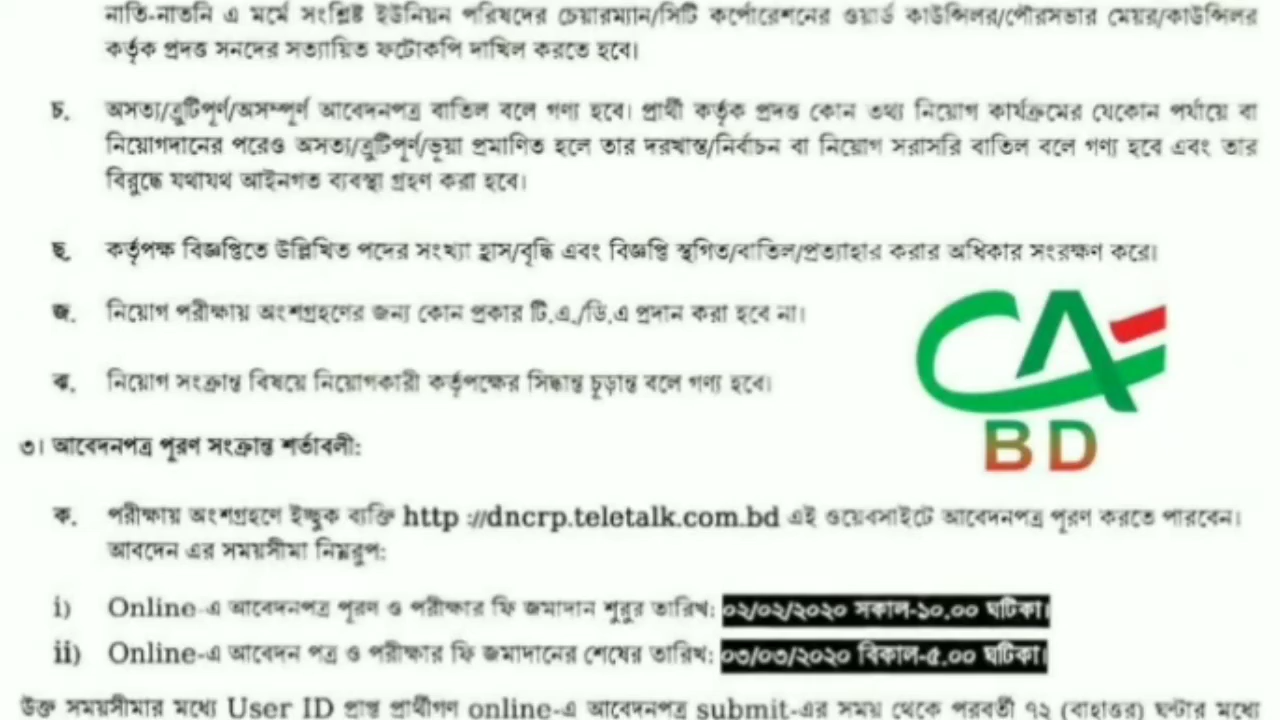 নাতি-নাতনি এ মর্মে সংশ্লিষ্ট ইউনিয়ন পরিষদের চেয়ারম্যান/সিটি কর্পোরেশনের ওয়ার্ড কাউন্সিলর/পৌরসভার মেয়র/কাউন্সিলর
কর্তৃক প্রদত্ত সনদের সত্যায়িত ফটোকপি দাখিল করতে হবে।
চ. অসত্য/ত্রুটিপূর্ণ/অসম্পূর্ণ আবেদনপত্র বাতিল বলে গণ্য হবে। প্রার্থী কর্তৃক প্রদত্ত কোন তথ্য নিয়োগ কার্যক্রমের যেকোন পর্যায়ে বা
নিয়োগদানের পরেও অসত্য/ত্রুটিপূর্ণ/ভূয়া প্রমাণিত হলে তার দরখাস্ত/নির্বাচন বা নিয়োগ সরাসরি বাতিল বলে গণ্য হবে এবং তার
বিরুদ্ধে যথাযথ আইনগত ব্যবস্থা গ্রহণ করা হবে।
ছ. কর্তৃপক্ষ বিজ্ঞপ্তিতে উল্লিখিত পদের সংখ্যা হ্রাস/বৃদ্ধি এবং বিজ্ঞপ্তি স্থগিত/বাতিল/প্রত্যাহার করার অধিকার সংরক্ষণ করে।
জ. নিয়োগ পরীক্ষায় অংশগ্রহণের জন্য কোন প্রকার টি.এ./ডি.এ প্রদান করা হবে না।
ঝ. নিয়োগ সংক্রান্ত বিষয়ে নিয়োগকারী কর্তৃপক্ষের সিদ্ধান্ত চূড়ান্ত বলে গণ্য হবে।
CA
BD
৩। আবেদনপত্র পূরণ সংক্রান্ত শর্তাবলী:
ক. পরীক্ষায় অংশগ্রহণে ইচ্ছুক ব্যক্তি http ://dncrp.teletalk.com.bd এই ওয়েবসাইটে আবেদনপত্র পূরণ করতে পারবেন।
আবদেন এর সময়সীমা নিম্নরুপ:
i) Online-এ আবেদনপত্র পূরণ ও পরীক্ষার ফি জমাদান শুরুর তারিখ: ০২/০২/২০২০ সকাল-১০.০০ ঘটিকা।
ii) Online-এ আবেদন পত্র ও পরীক্ষার ফি জমাদানের শেষের তারিখ: ০৩/০৩/২০২০ বিকাল-৫.০০ ঘটিকা।
উক্ত সময়সীমার মধ্যে User ID প্রাপ্ত প্রার্থীগণ online-এ আবেদনপত্র submit-এর সময় থেকে পরবর্তী ৭২ (বাহাত্তর) ঘন্টার মধ্যে